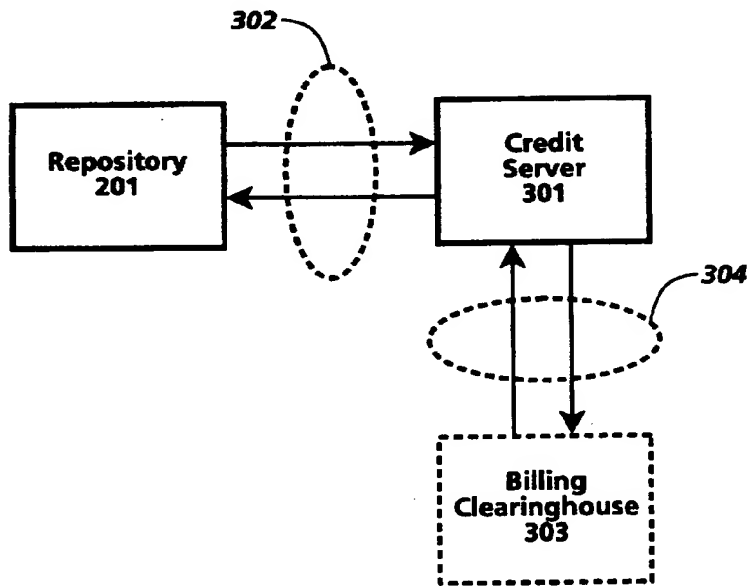 302
Repository
201
Credit
Server
301
304
Billing
Clearinghouse
303